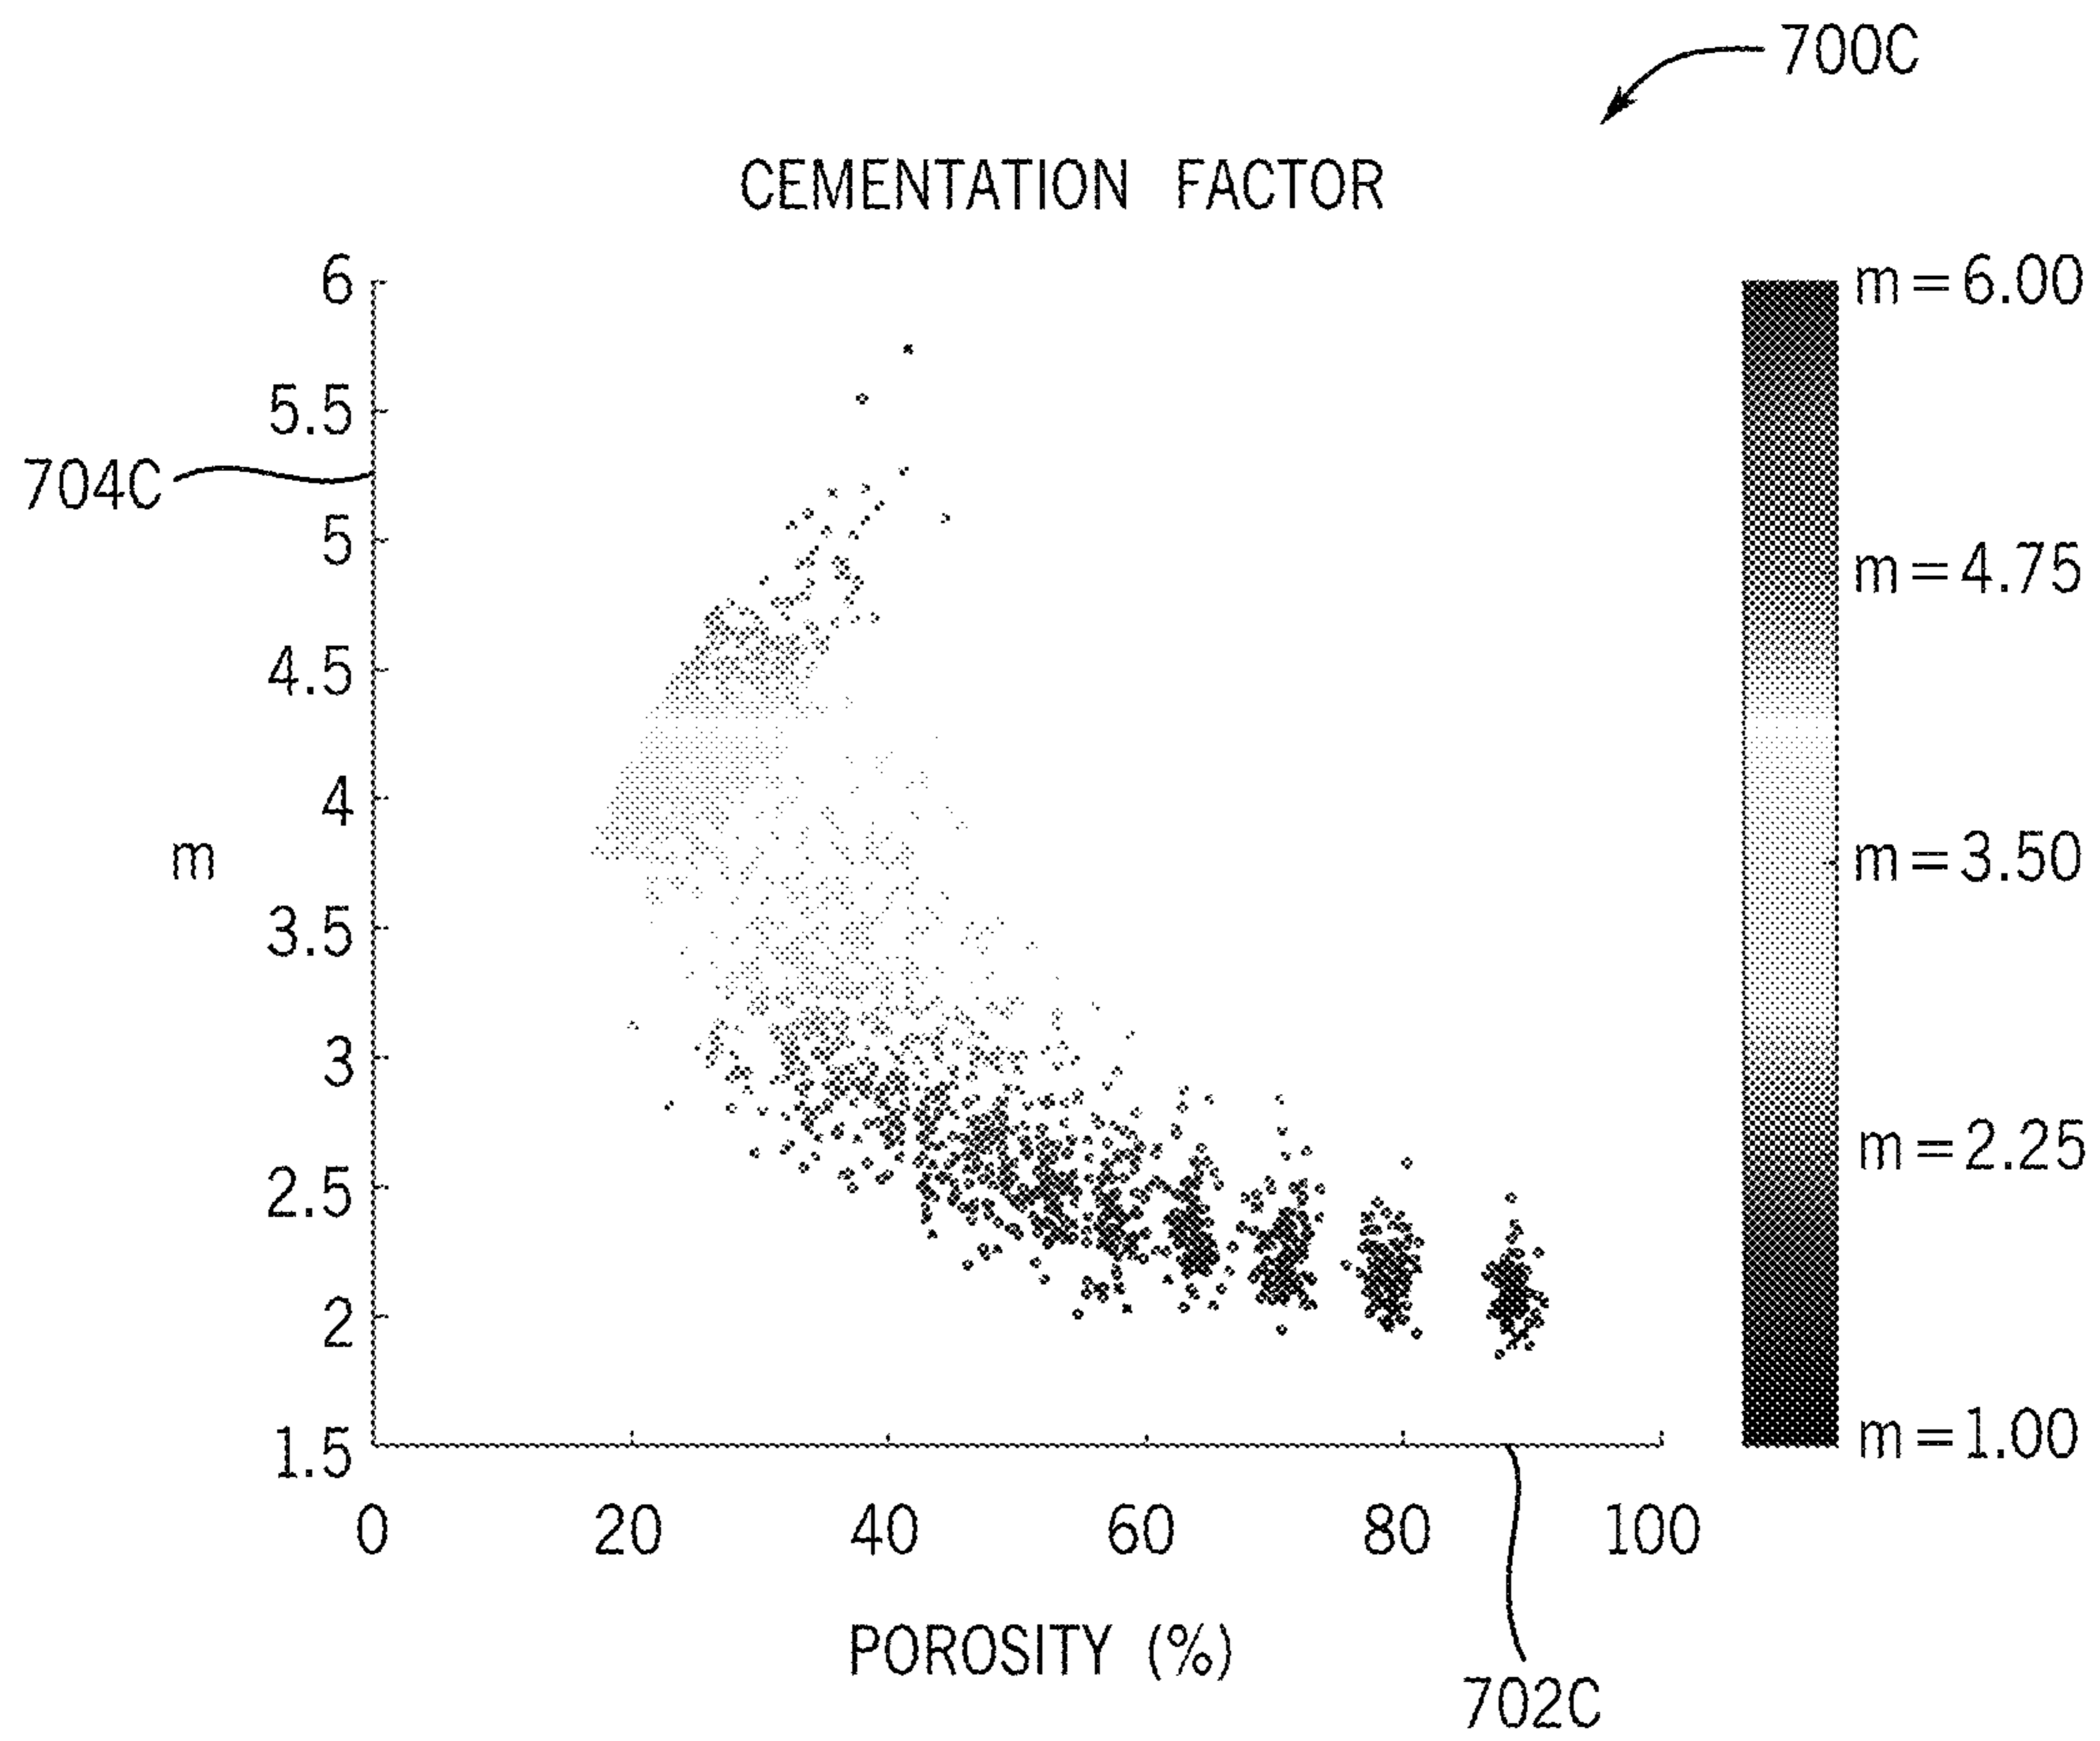 700C
CEMENTATION FACTOR
6
5.5
5
4.5
4
3.5
3
2.5
2
1.5
704C
m
0 20 40 60 80 100
POROSITY (%)
702C
m=6.00
m=4.75
m=3.50
m=2.25
m=1.00